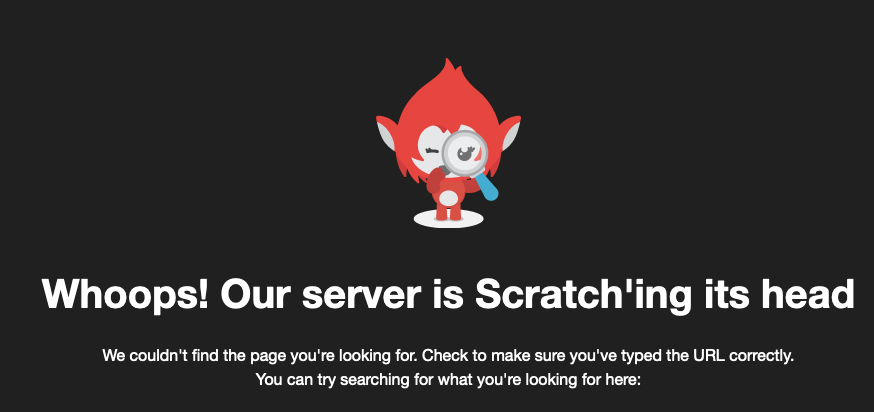 Whoops! Our server is Scratch'ing its head
We couldn't find the page you're looking for. Check to make sure you've typed the URL correctly.
You can try searching for what you're looking for here: